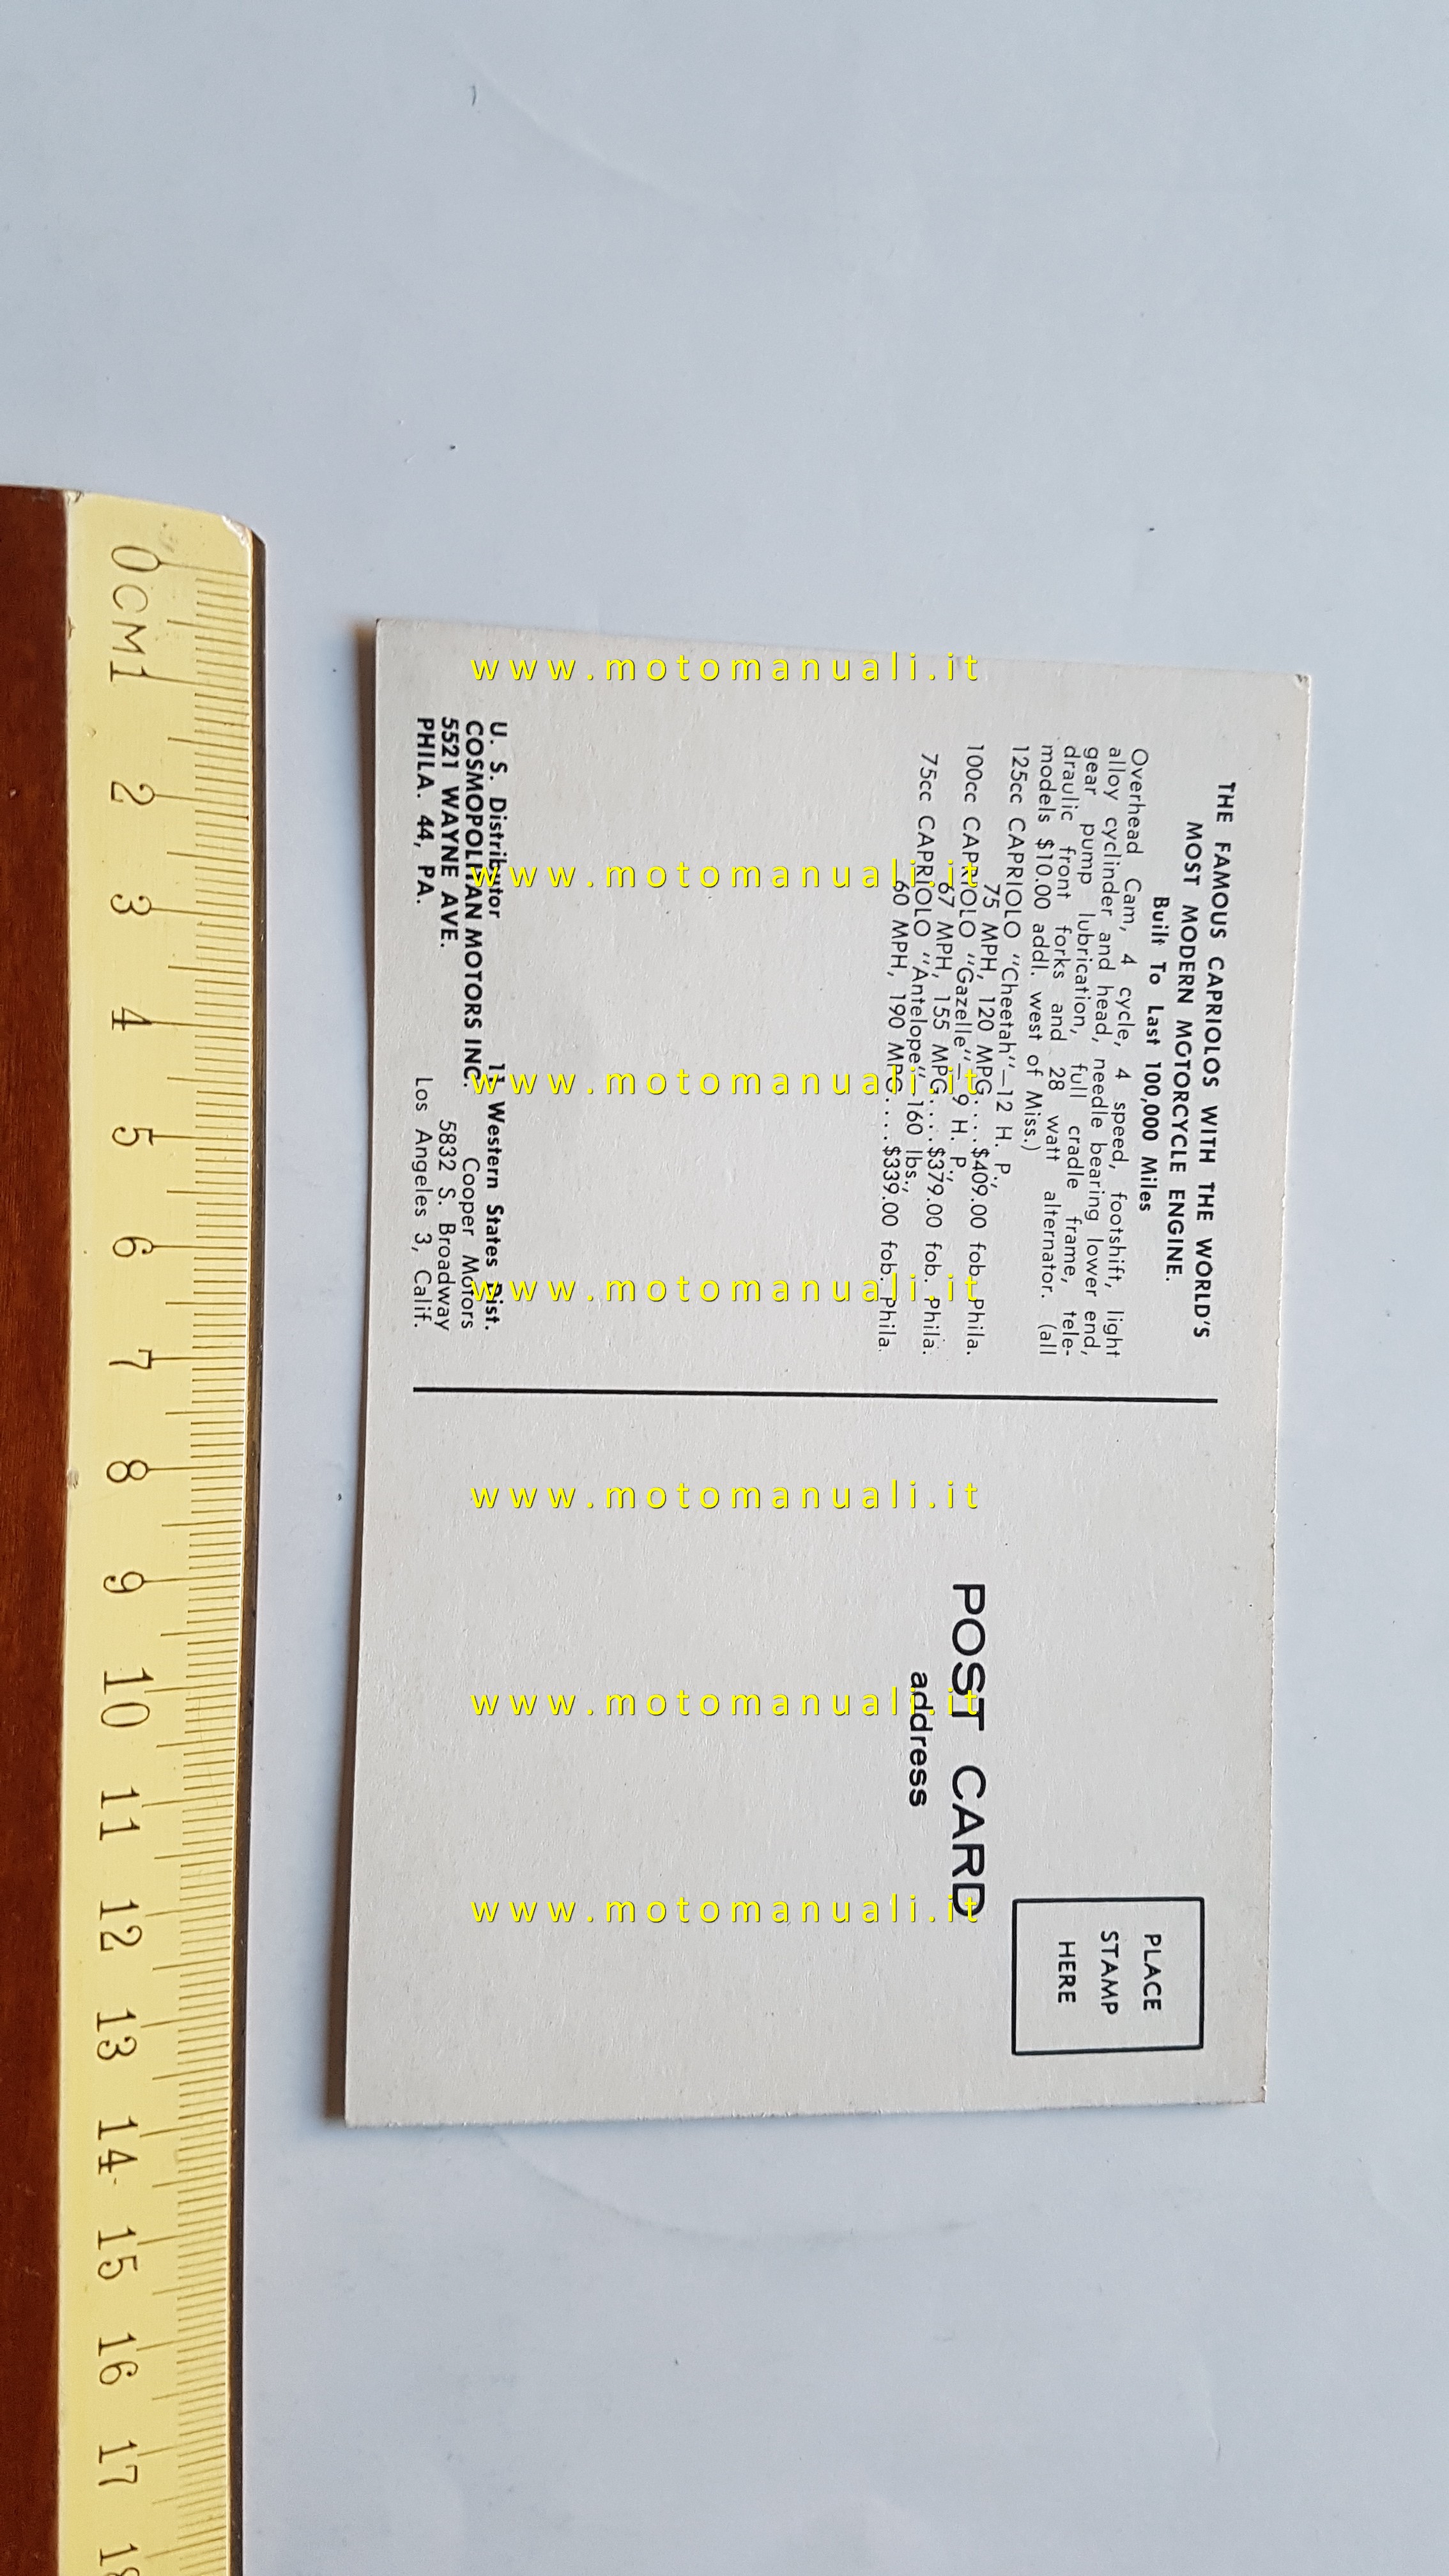 THE FAMOUS CAPRIOLOS WITH THE WORLD'S
MOST MODERN MOTORCYCLE ENGINE.
Built To Last 100,000 Miles
Overhead Cam, 4 cycle, 4 speed, footshift, light
alloy cyclinder and head, needle bearing lower end,
gear pump lubrication, full cradle frame, tele-
draulic front forks and 28 watt alternator. (all
models $10.00 addl. west of Miss.)
125cc CAPRIOLO "Cheetah"—12 H. P.,
75 MPH, 120 MPG....$409.00 fob. Phila.
100cc CAPRIOLO "Gazelle"—9 H. P.,
67 MPH, 155 MPG....$379.00 fob. Phila.
75cc CAPRIOLO "Antelope"—160 lbs.,
60 MPH, 190 MPG....$339.00 fob. Phila.
U. S. Distributor
COSMOPOLITAN MOTORS INC.
5521 WAYNE AVE.
PHILA. 44, PA.
11 Western States Dist.
Cooper Motors
5832 S. Broadway
Los Angeles 3, Calif.
PLACE
STAMP
HERE
POST CARD
address
0CM1 2 3 4 5 6 7 8 9 10 11 12 13 14 15 16 17 18
www.motomanuali.it
www.motomanuali.it
www.motomanuali.it
www.motomanuali.it
www.motomanuali.it
www.motomanuali.it
www.motomanuali.it